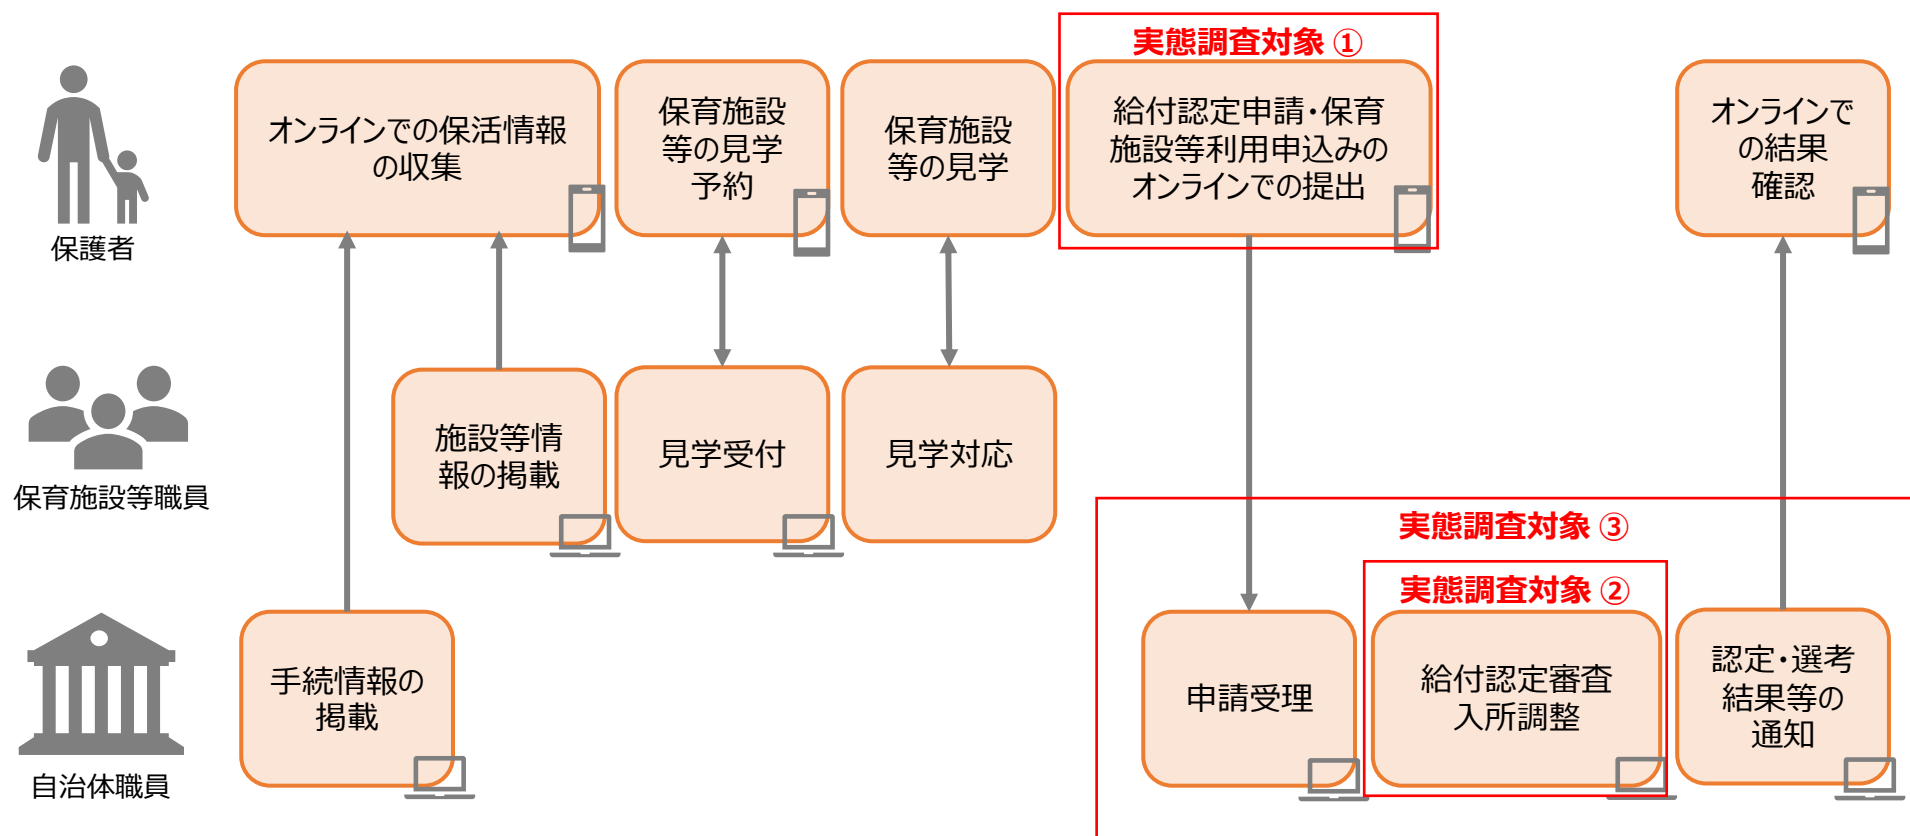 実態調査対象 ①
オンラインでの保活情報
の収集
保育施設
等の見学
予約
保育施設
等の見学
給付認定申請・保育
施設等利用申込みの
オンラインでの提出
オンラインで
の結果
確認
保護者
施設等情
報の掲載
見学受付
見学対応
保育施設等職員
実態調査対象 ③
実態調査対象 ②
手続情報の
掲載
申請受理
給付認定審査
入所調整
認定・選考
結果等の
通知
自治体職員